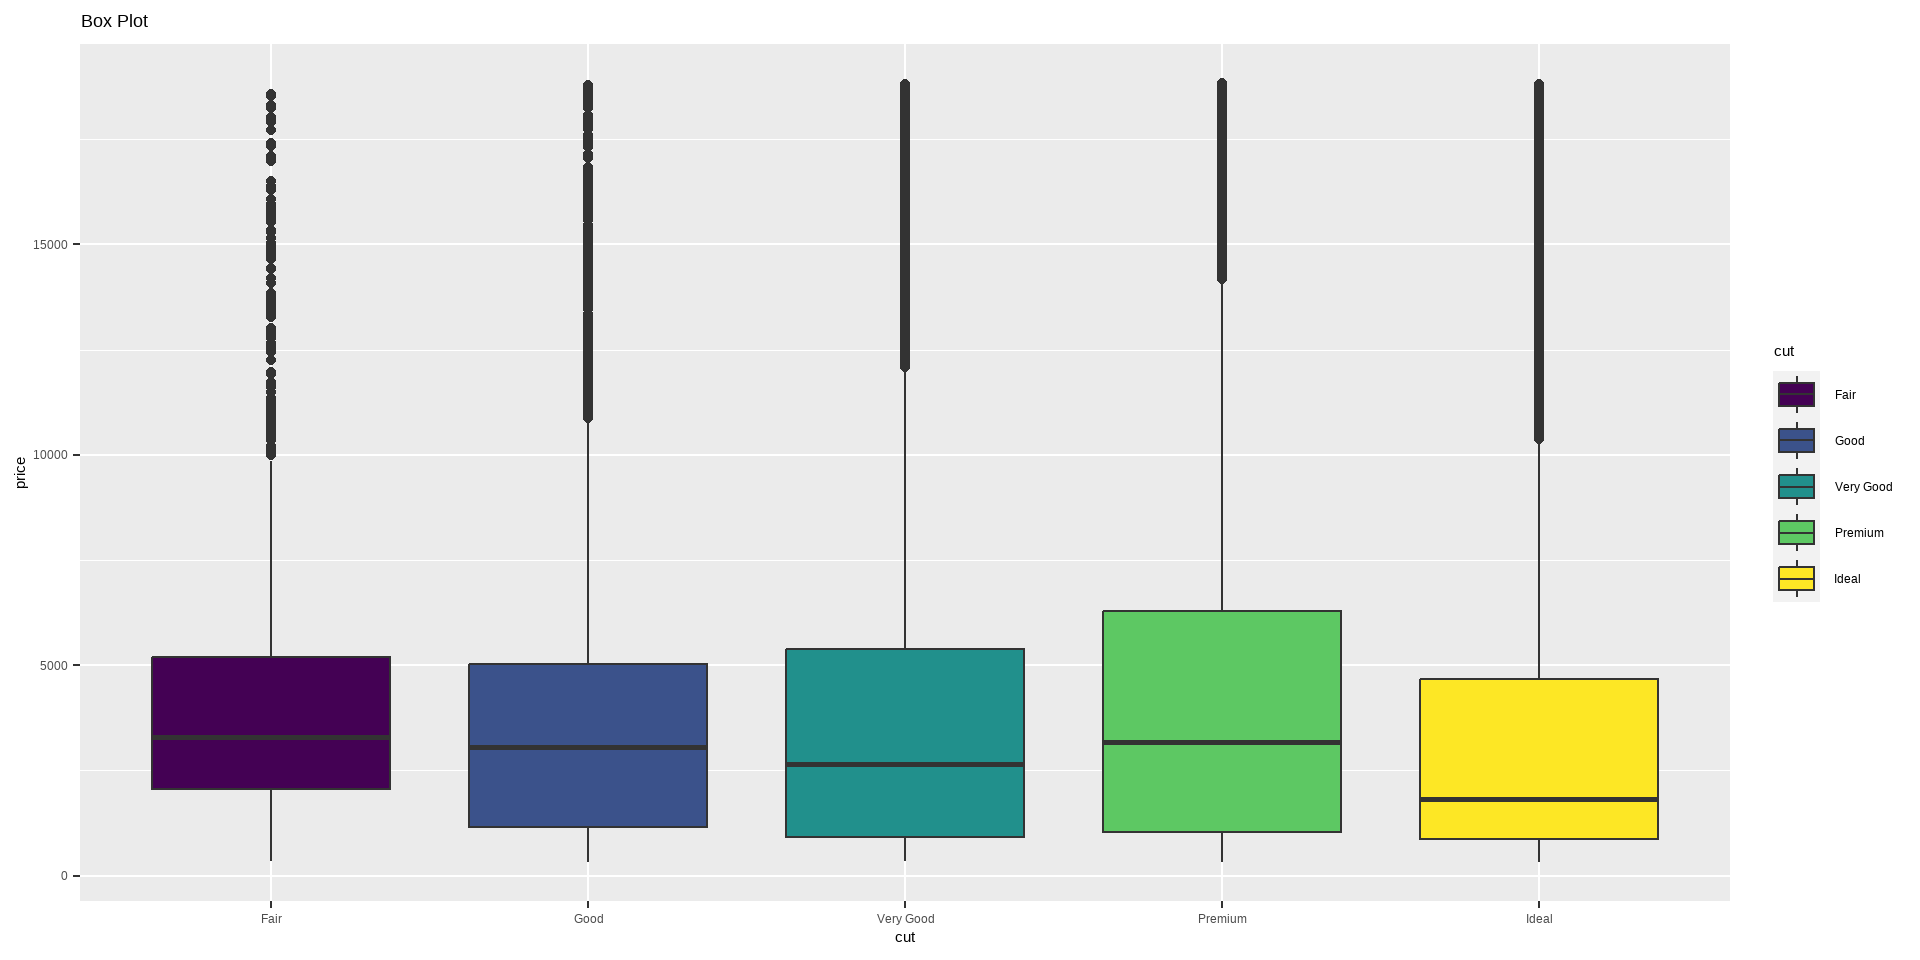 Box Plot
price
15000
10000
5000
0
Fair
Good
Very Good
Premium
Ideal
cut
cut
Fair
Good
Very Good
Premium
Ideal